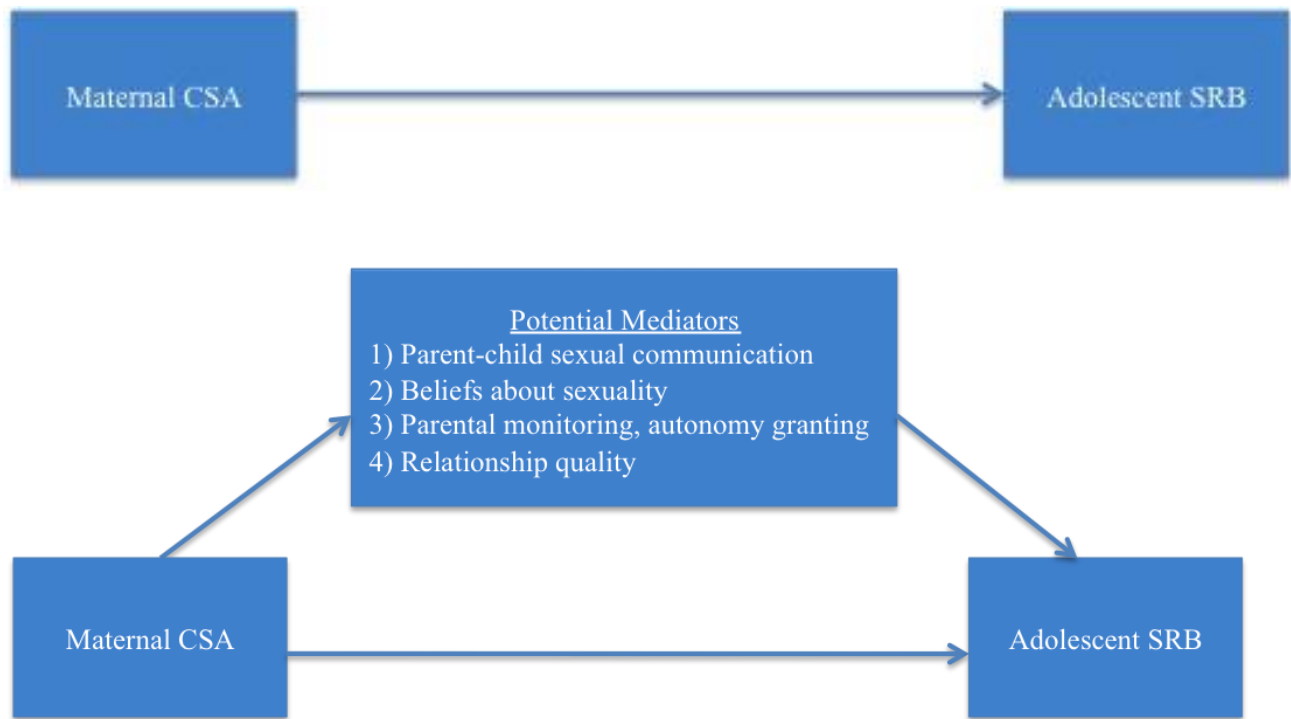 Maternal CSA
Adolescent SRB
Potential Mediators
1) Parent-child sexual communication
2) Beliefs about sexuality
3) Parental monitoring, autonomy granting
4) Relationship quality
Maternal CSA
Adolescent SRB